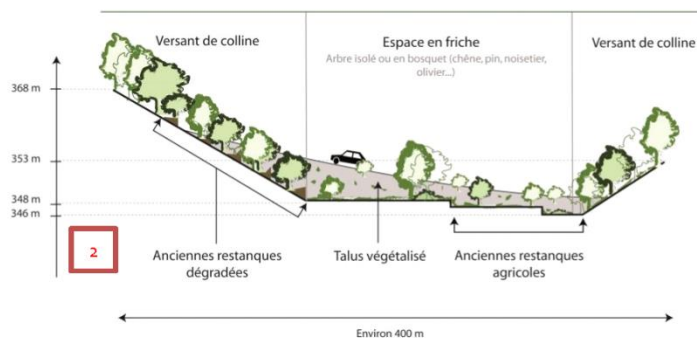 Versant de colline
Espace en friche
Arbre isolé ou en bosquet (chêne, pin, noisetier,
olivier...)
Versant de colline
368 m
353 m
348 m
346 m
2
Anciennes restanques
dégradées
Talus végétalisé
Anciennes restanques
agricoles
Environ 400 m